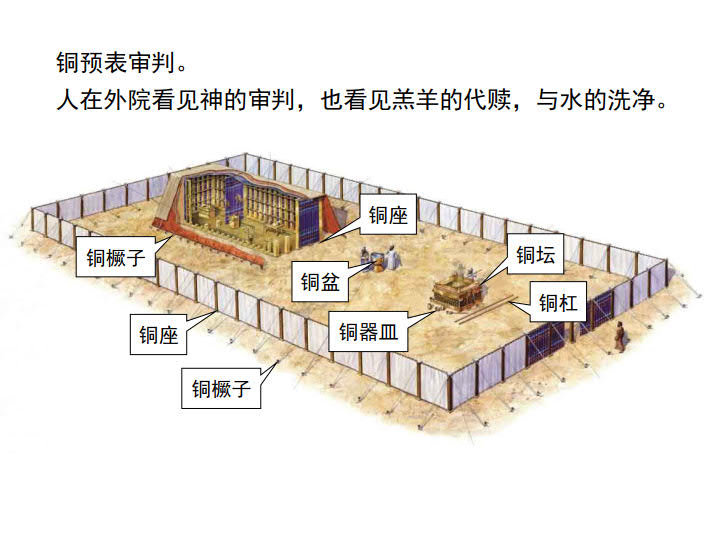 铜预表审判。
人在外院看见神的审判，也看见羔羊的代赎，与水的洗净。
铜座
铜橛子
铜坛
铜盆
铜杠
铜座
铜器皿
铜橛子